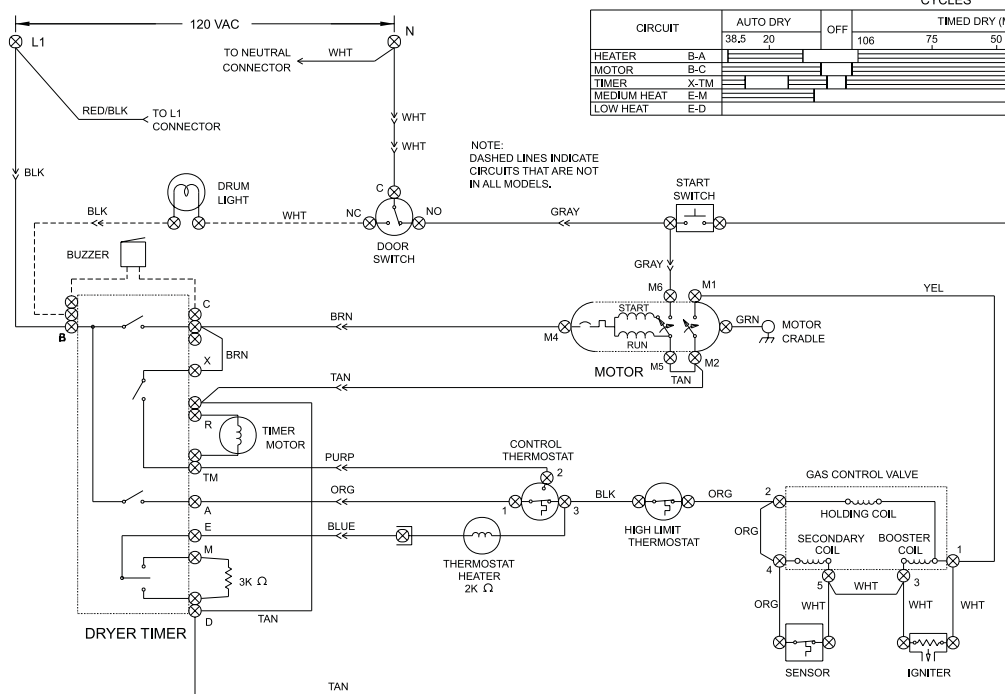 CYCLES
120 VAC
L1
N
TO NEUTRAL
CONNECTOR
WHT
CIRCUIT
AUTO DRY
OFF
TIMED DRY (M
38.5 20
106 75 50
HEATER B-A
MOTOR B-C
TIMER X-TM
MEDIUM HEAT E-M
LOW HEAT E-D
RED/BLK
TO L1
CONNECTOR
WHT
WHT
BLK
NOTE:
DASHED LINES INDICATE
CIRCUITS THAT ARE NOT
IN ALL MODELS.
DRUM
LIGHT
C
START
SWITCH
BLK
WHT
NC
NO
GRAY
DOOR
SWITCH
BUZZER
GRAY
C
M6
M1
YEL
B
BRN
M4
START
RUN
GRN
MOTOR
CRADLE
BRN
X
M5
M2
MOTOR
TAN
TAN
R
TIMER
MOTOR
CONTROL
THERMOSTAT
PURP
2
TM
GAS CONTROL VALVE
ORG
BLK
ORG
2
A
1
3
HOLDING COIL
HIGH LIMIT
THERMOSTAT
ORG
E
BLUE
SECONDARY
COIL
BOOSTER
COIL
1
M
THERMOSTAT
HEATER
2K Ω
3K Ω
4
5
3
WHT
ORG
WHT
WHT
WHT
D
TAN
DRYER TIMER
SENSOR
IGNITER
TAN